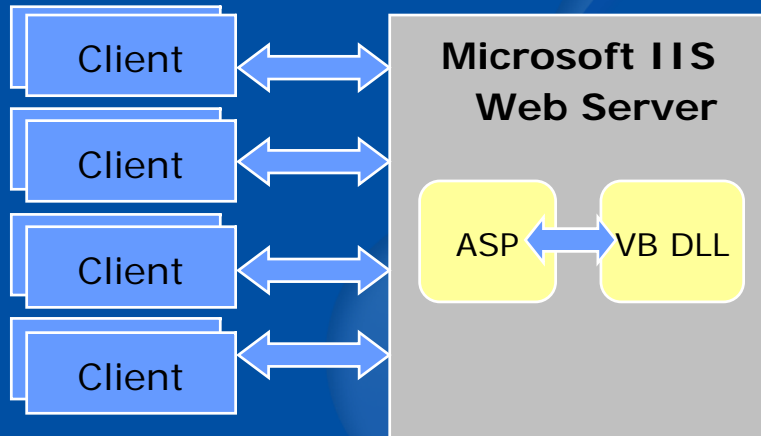 Client
Client
Client
Client
Microsoft IIS
Web Server
ASP
VB DLL